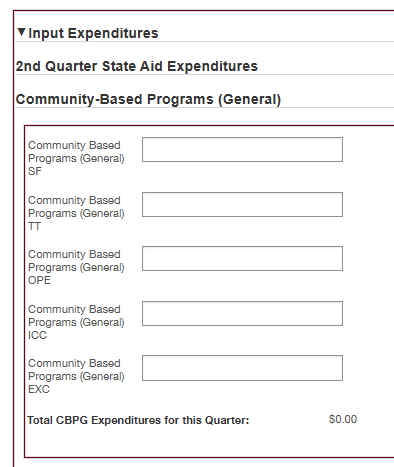 ▼Input Expenditures
2nd Quarter State Aid Expenditures
Community-Based Programs (General)
Community Based
Programs (General)
SF
Community Based
Programs (General)
TT
Community Based
Programs (General)
OPE
Community Based
Programs (General)
ICC
Community Based
Programs (General)
EXC
Total CBPG Expenditures for this Quarter: $0.00